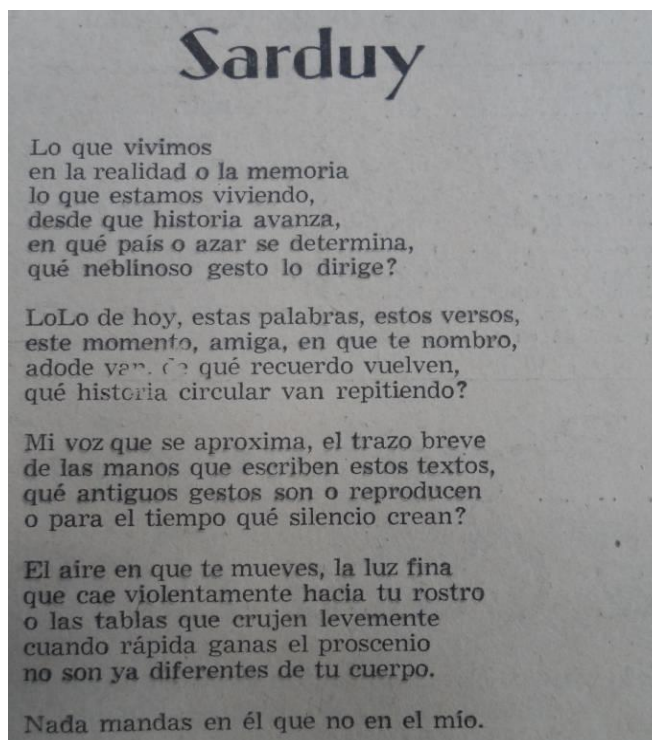 Sarduy
Lo que vivimos
en la realidad o la memoria
lo que estamos viviendo,
desde que historia avanza,
en qué país o azar se determina,
qué neblinoso gesto lo dirige?
LoLo de hoy, estas palabras, estos versos,
este momento, amiga, en que te nombro,
adode van, de qué recuerdo vuelven,
qué historia circular van repitiendo?
Mi voz que se aproxima, el trazo breve
de las manos que escriben estos textos,
qué antiguos gestos son o reproducen
o para el tiempo qué silencio crean?
El aire en que te mueves, la luz fina
que cae violentamente hacia tu rostro
o las tablas que crujen levemente
cuando rápida ganas el proscenio
no son ya diferentes de tu cuerpo.
Nada mandas en él que no en el mío.